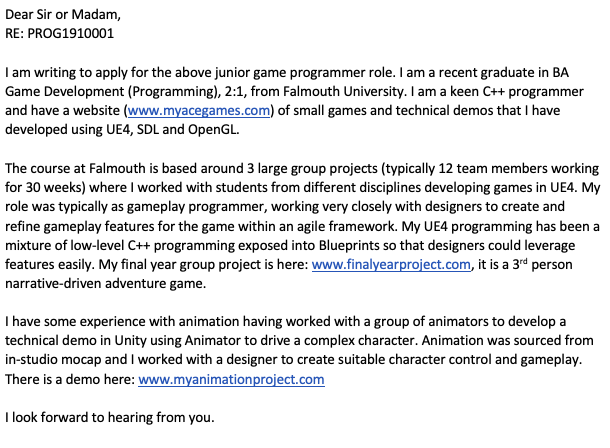 Dear Sir or Madam,
RE: PROG1910001
I am writing to apply for the above junior game programmer role. I am a recent graduate in BA
Game Development (Programming), 2:1, from Falmouth University. I am a keen C++ programmer
and have a website (www.myacegames.com) of small games and technical demos that I have
developed using UE4, SDL and OpenGL.
The course at Falmouth is based around 3 large group projects (typically 12 team members working
for 30 weeks) where I worked with students from different disciplines developing games in UE4. My
role was typically as gameplay programmer, working very closely with designers to create and
refine gameplay features for the game within an agile framework. My UE4 programming has been a
mixture of low-level C++ programming exposed into Blueprints so that designers could leverage
features easily. My final year group project is here: www.finalyearproject.com, it is a 3rd person
narrative-driven adventure game.
I have some experience with animation having worked with a group of animators to develop a
technical demo in Unity using Animator to drive a complex character. Animation was sourced from
in-studio mocap and I worked with a designer to create suitable character control and gameplay.
There is a demo here: www.myanimationproject.com
I look forward to hearing from you.